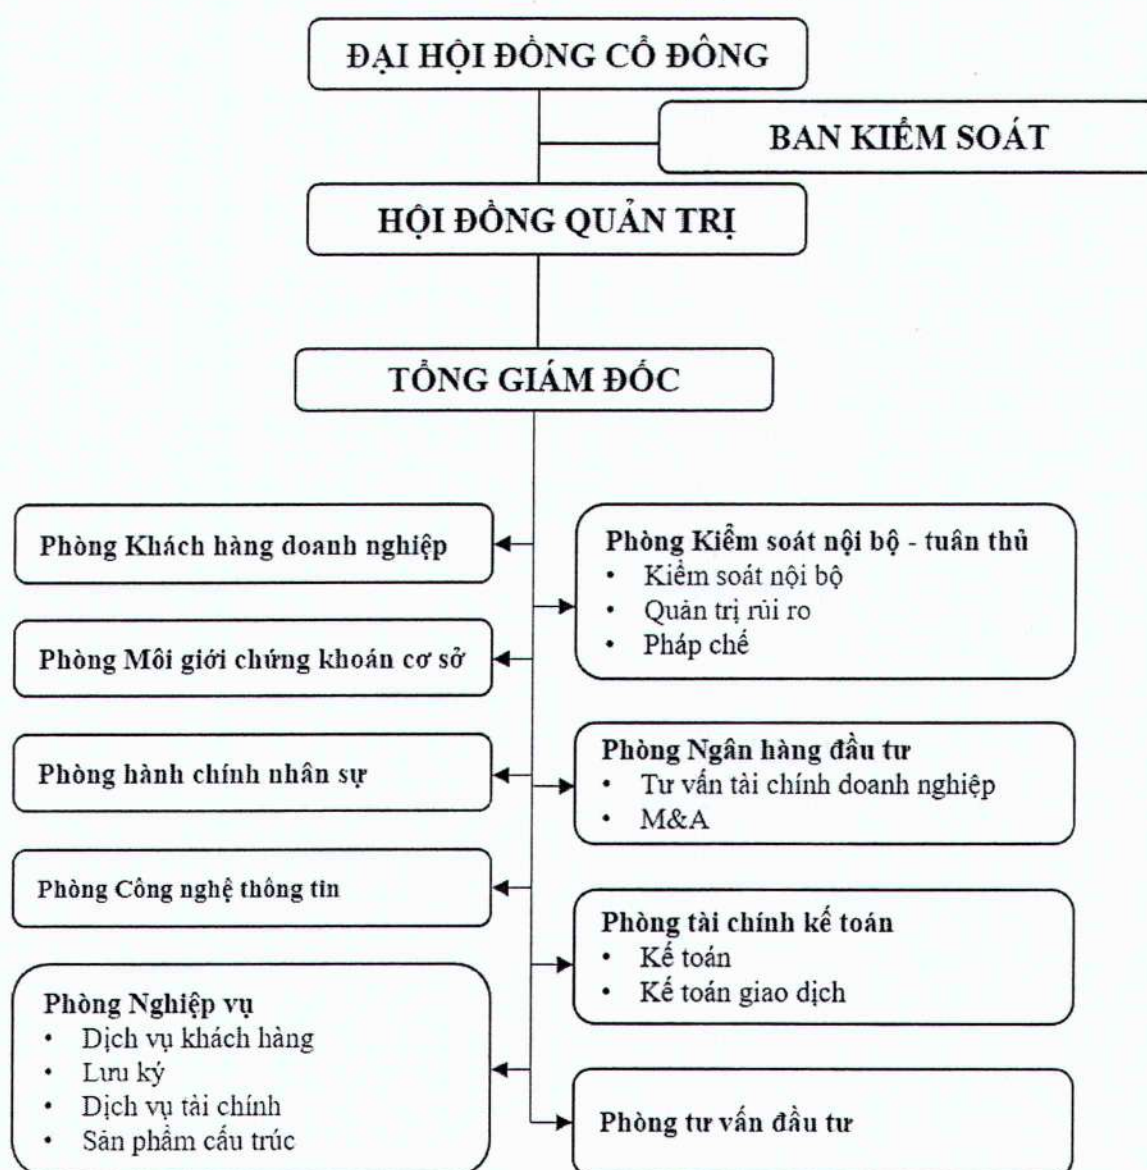 ĐẠI HỘI ĐỒNG CỔ ĐÔNG
BAN KIỂM SOÁT
HỘI ĐỒNG QUẢN TRỊ
TỔNG GIÁM ĐỐC
Phòng Khách hàng doanh nghiệp
Phòng Môi giới chứng khoán cơ sở
Phòng hành chính nhân sự
Phòng Công nghệ thông tin
Phòng Nghiệp vụ
• Dịch vụ khách hàng
• Lưu ký
• Dịch vụ tài chính
• Sản phẩm cấu trúc
Phòng Kiểm soát nội bộ - tuân thủ
• Kiểm soát nội bộ
• Quản trị rủi ro
• Pháp chế
Phòng Ngân hàng đầu tư
• Tư vấn tài chính doanh nghiệp
• M&A
Phòng tài chính kế toán
• Kế toán
• Kế toán giao dịch
Phòng tư vấn đầu tư